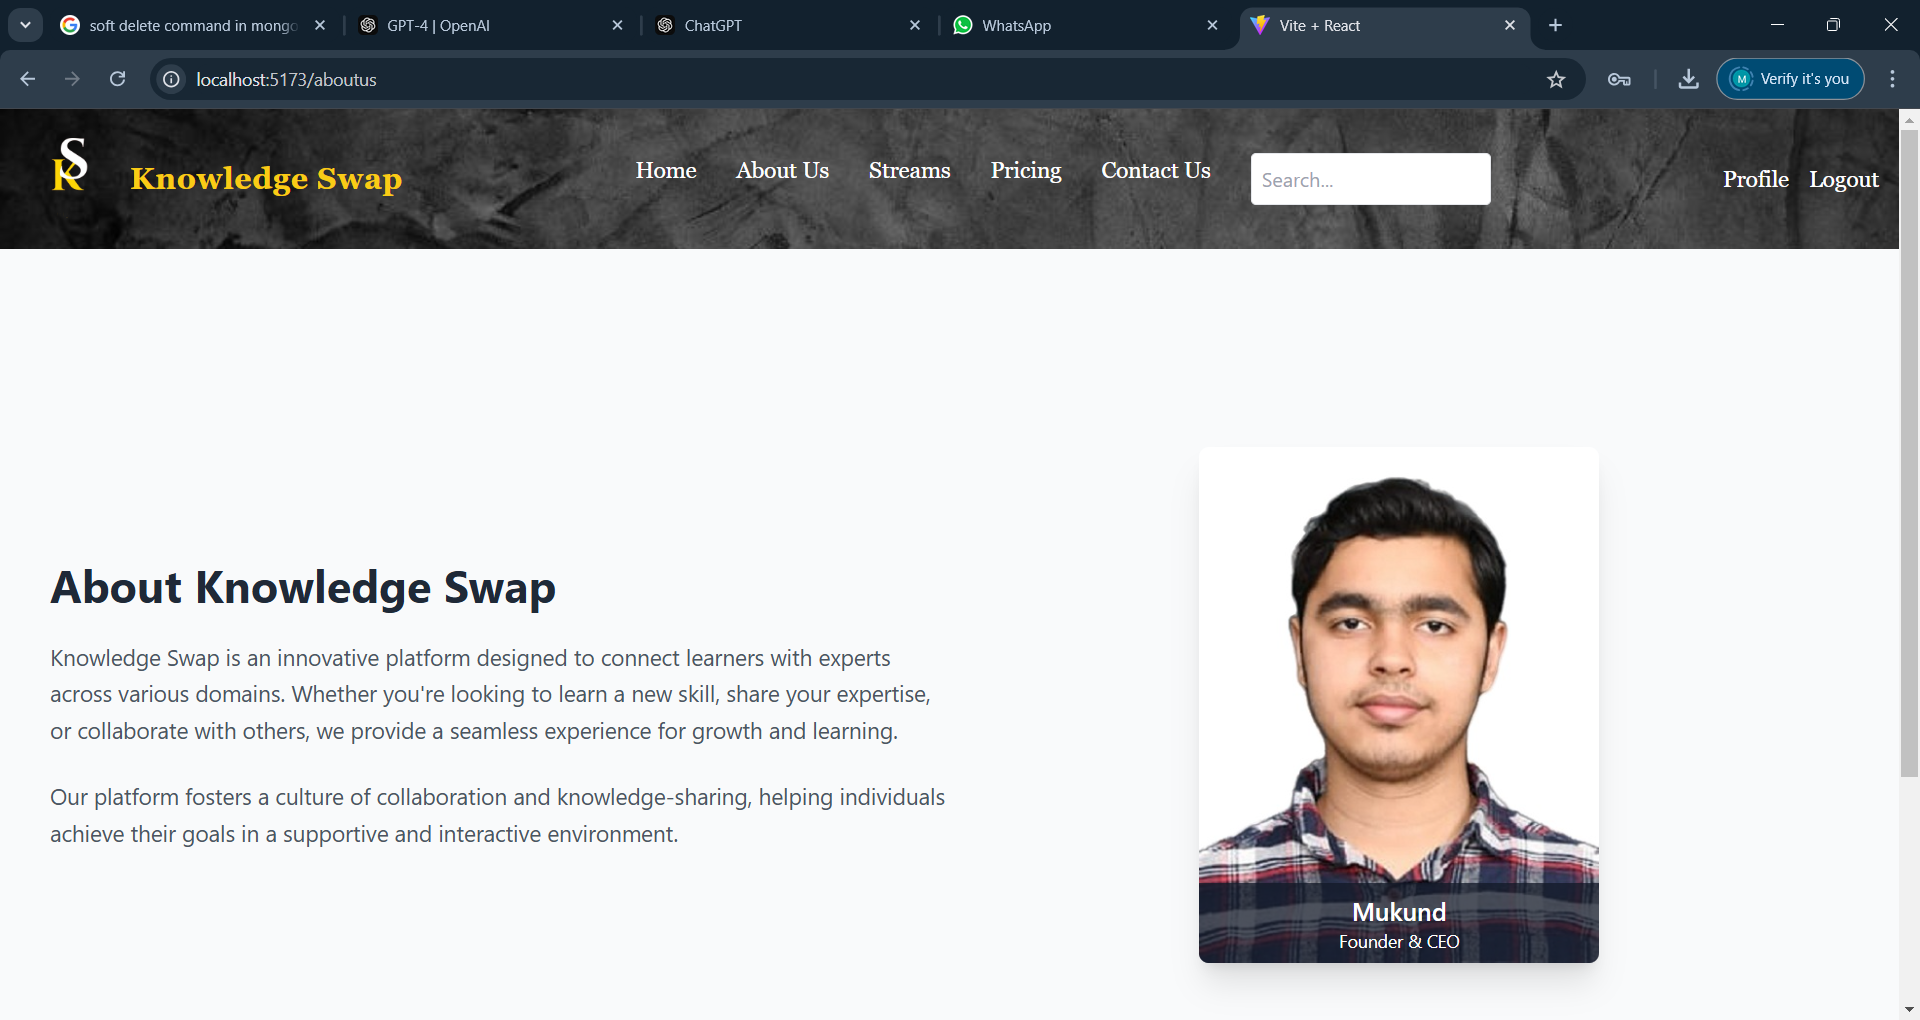 soft delete command in mongo
GPT-4 | OpenAI
ChatGPT
WhatsApp
Vite + React
localhost:5173/aboutus
M
Verify it's you
SK
Knowledge Swap
Home
About Us
Streams
Pricing
Contact Us
Search...
Profile
Logout
About Knowledge Swap
Knowledge Swap is an innovative platform designed to connect learners with experts
across various domains. Whether you're looking to learn a new skill, share your expertise,
or collaborate with others, we provide a seamless experience for growth and learning.
Our platform fosters a culture of collaboration and knowledge-sharing, helping individuals
achieve their goals in a supportive and interactive environment.
Mukund
Founder & CEO